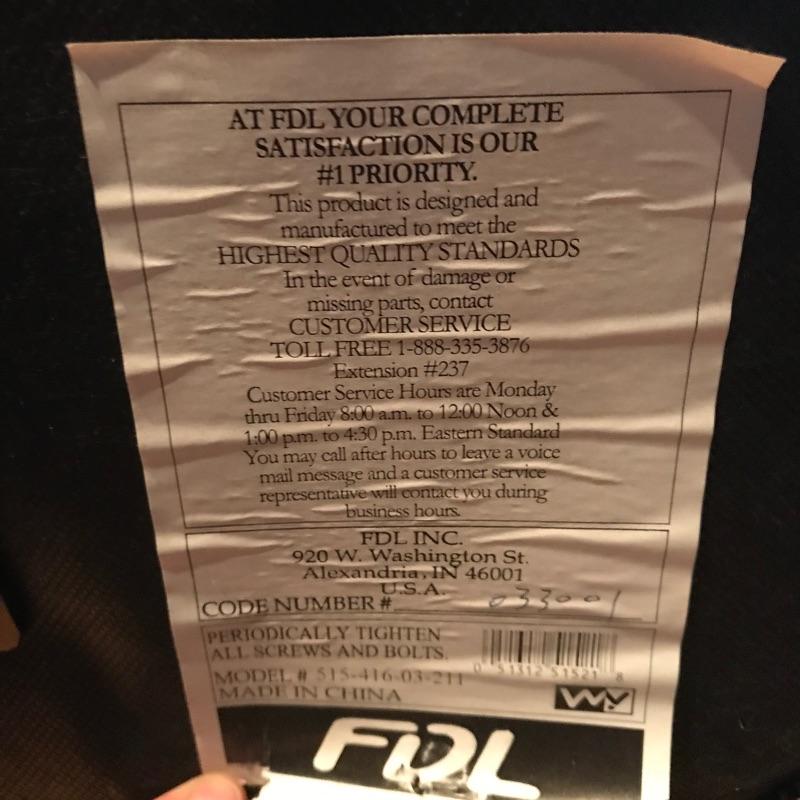 AT FDL YOUR COMPLETE
SATISFACTION IS OUR
#1 PRIORITY.
This product is designed and
manufactured to meet the
HIGHEST QUALITY STANDARDS
In the event of damage or
missing parts, contact
CUSTOMER SERVICE
TOLL FREE 1-888-335-3876
Extension #237
Customer Service Hours are Monday
thru Friday 8:00 a.m. to 12:00 Noon &
1:00 p.m. to 4:30 p.m. Eastern Standard
You may call after hours to leave a voice
mail message and a customer service
representative will contact you during
business hours.
FDL INC.
920 W. Washington St.
Alexandria, IN 46001
U.S.A.
CODE NUMBER # 033001
PERIODICALLY TIGHTEN
ALL SCREWS AND BOLTS.
MODEL # 515-416-03-211
MADE IN CHINA
0 51312 51521 8
FDL